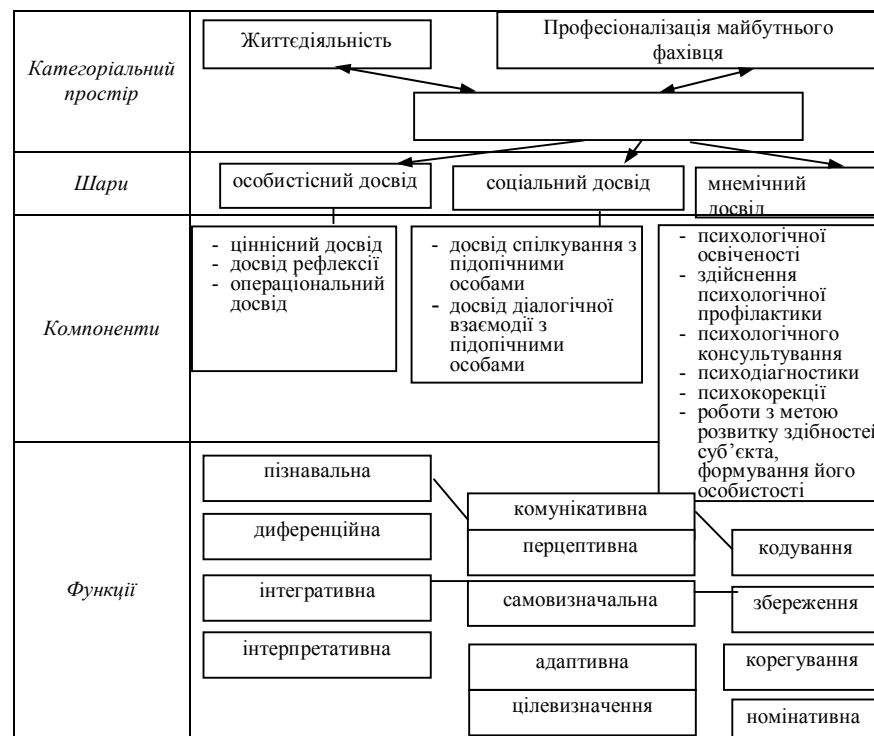 Категоріальний
простір
Життєдіяльність
Професіоналізація майбутнього
фахівця
Шари
особистісний досвід
соціальний досвід
мнемічний
досвід
Компоненти
- ціннісний досвід
- досвід рефлексії
- операціональний
досвід
- досвід спілкування з
підопічними
особами
- досвід діалогічної
взаємодії з
підопічними
особами
- психологічної
освіченості
- здійснення
психологічної
профілактики
- психологічного
консультування
- психодіагностики
- психокорекції
- роботи з метою
розвитку здібностей
суб’єкта,
формування його
особистості
Функції
пізнавальна
диференційна
інтегративна
інтерпретативна
комунікативна
перцептивна
самовизначальна
адаптивна
цілевизначення
кодування
збереження
корегування
номінативна